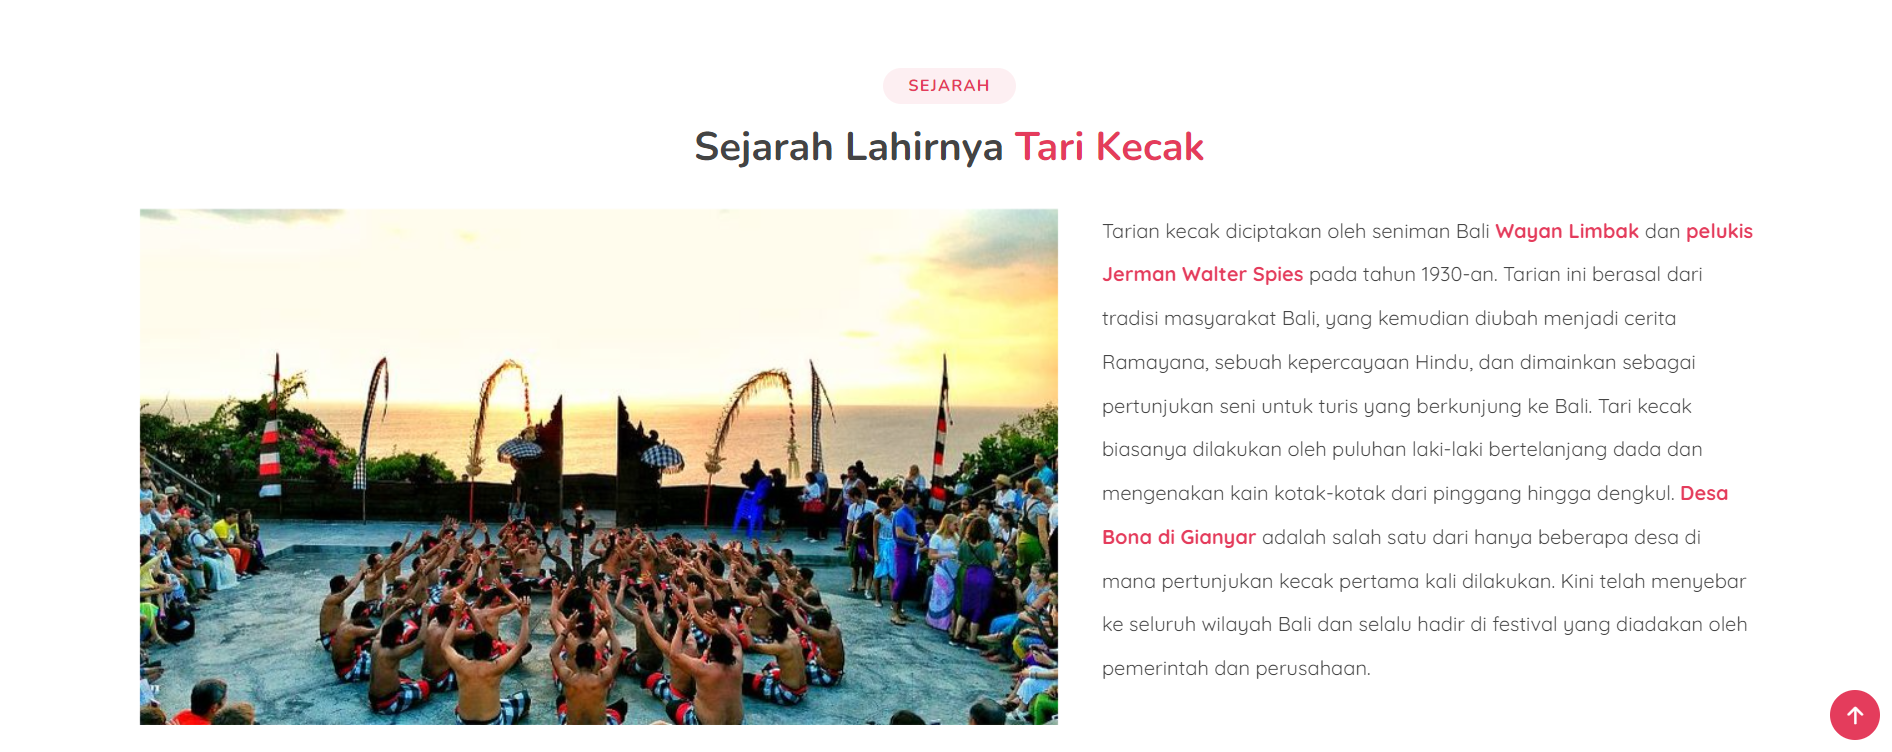 SEJARAH
Sejarah Lahirnya Tari Kecak
Tarian kecak diciptakan oleh seniman Bali Wayan Limbak dan pelukis
Jerman Walter Spies pada tahun 1930-an. Tarian ini berasal dari
tradisi masyarakat Bali, yang kemudian diubah menjadi cerita
Ramayana, sebuah kepercayaan Hindu, dan dimainkan sebagai
pertunjukan seni untuk turis yang berkunjung ke Bali. Tari kecak
biasanya dilakukan oleh puluhan laki-laki bertelanjang dada dan
mengenakan kain kotak-kotak dari pinggang hingga dengkul. Desa
Bona di Gianyar adalah salah satu dari hanya beberapa desa di
mana pertunjukan kecak pertama kali dilakukan. Kini telah menyebar
ke seluruh wilayah Bali dan selalu hadir di festival yang diadakan oleh
pemerintah dan perusahaan.